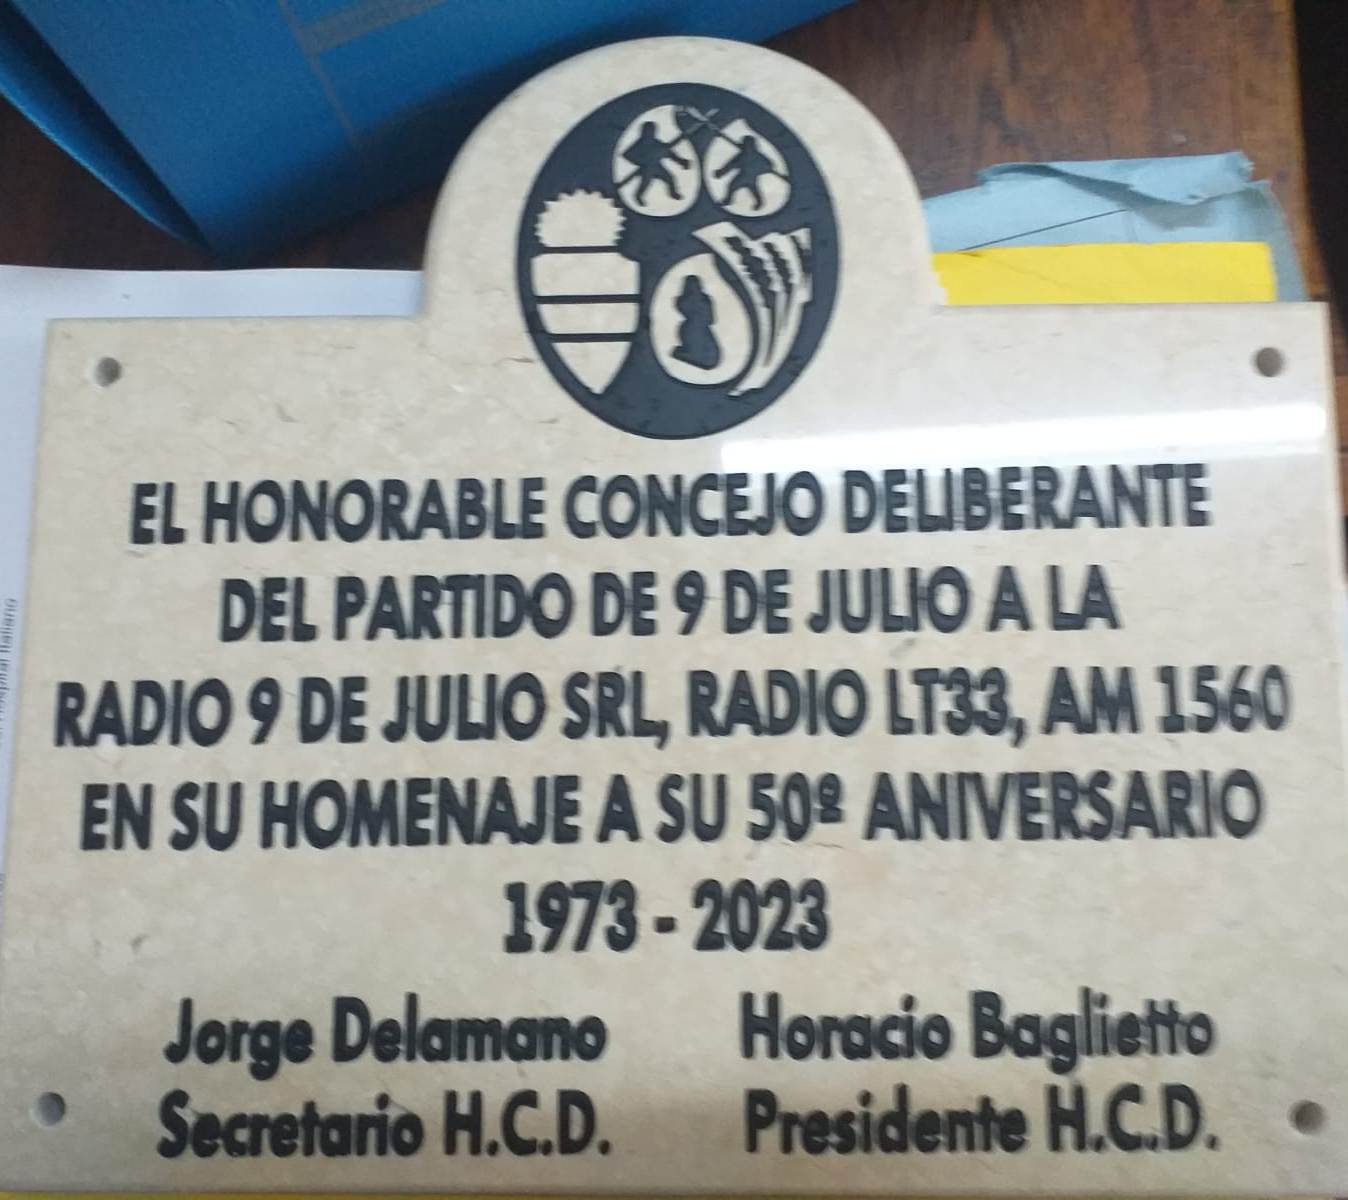 EL HONORABLE CONCEJO DELIBERANTE
DEL PARTIDO DE 9 DE JULIO A LA
RADIO 9 DE JULIO SRL, RADIO LT33, AM 1560
EN SU HOMENAJE A SU 50º ANIVERSARIO
1973 - 2023
Jorge Delamano Horacio Baglietto
Secretario H.C.D. Presidente H.C.D.
Italiano